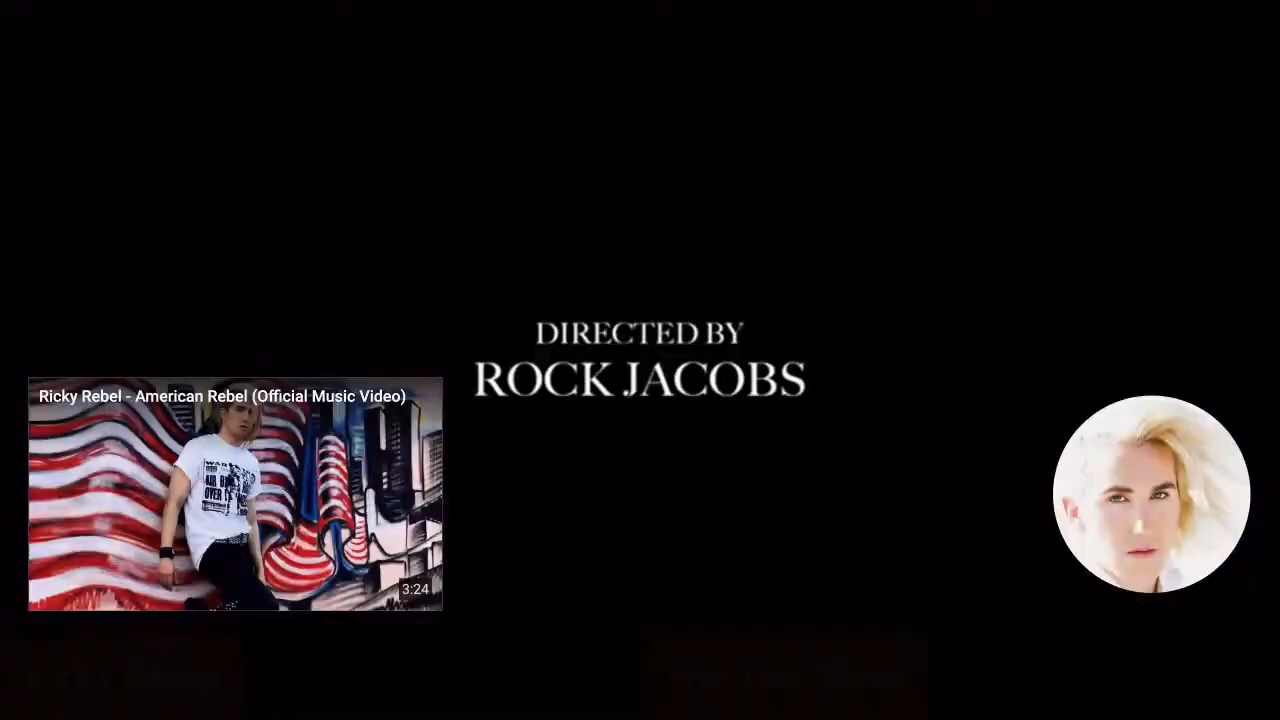 DIRECTED BY
ROCK JACOBS
Ricky Rebel - American Rebel (Official Music Video)
3:24